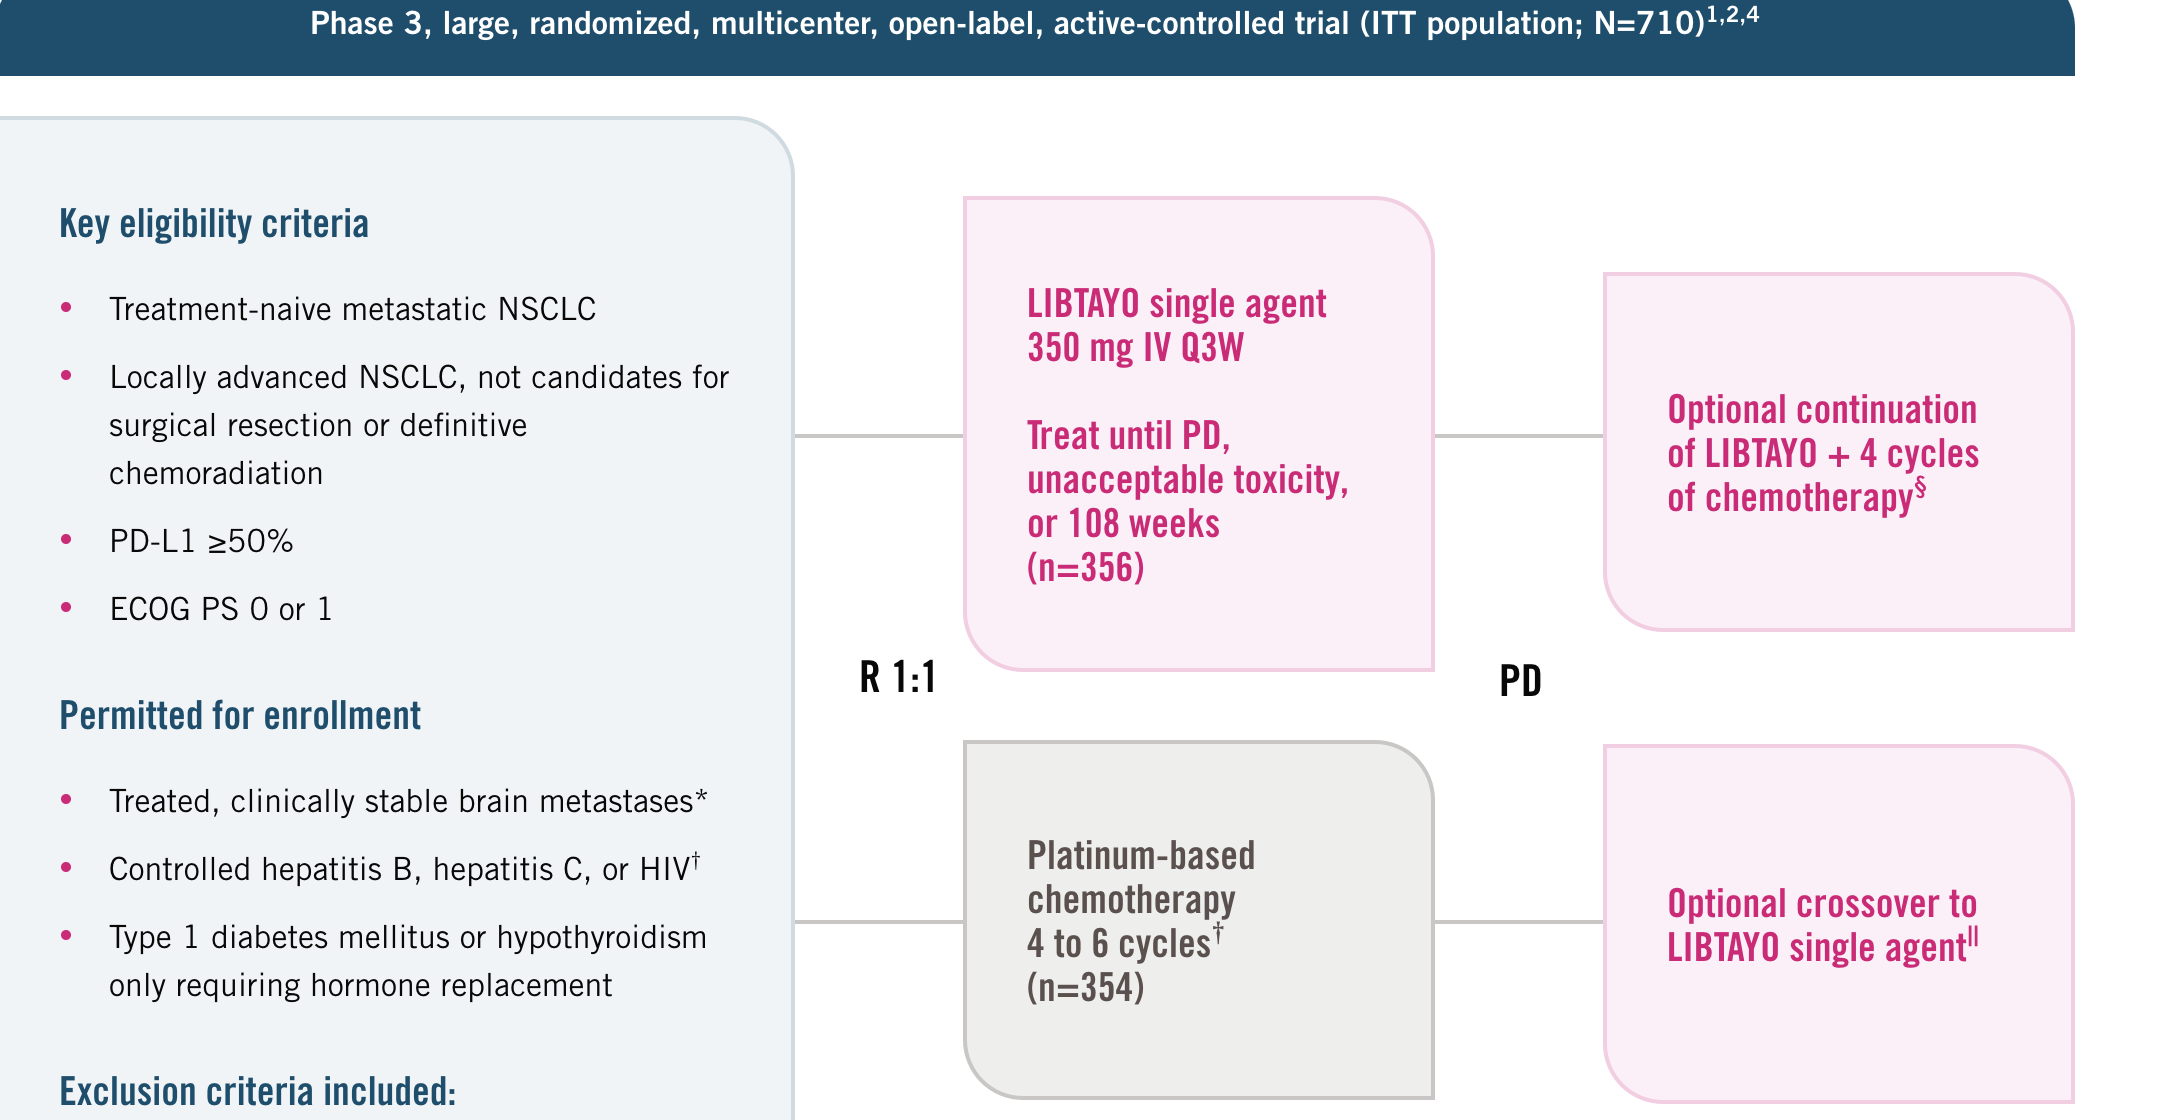 Phase 3, large, randomized, multicenter, open-label, active-controlled trial (ITT population; N=710)1,2,4
Key eligibility criteria
• Treatment-naive metastatic NSCLC
• Locally advanced NSCLC, not candidates for
surgical resection or definitive
chemoradiation
• PD-L1 ≥50%
• ECOG PS 0 or 1
Permitted for enrollment
• Treated, clinically stable brain metastases*
• Controlled hepatitis B, hepatitis C, or HIV†
• Type 1 diabetes mellitus or hypothyroidism
only requiring hormone replacement
Exclusion criteria included:
R 1:1
LIBTAYO single agent
350 mg IV Q3W
Treat until PD,
unacceptable toxicity,
or 108 weeks
(n=356)
Platinum-based
chemotherapy
4 to 6 cycles†
(n=354)
PD
Optional continuation
of LIBTAYO + 4 cycles
of chemotherapy§
Optional crossover to
LIBTAYO single agent||